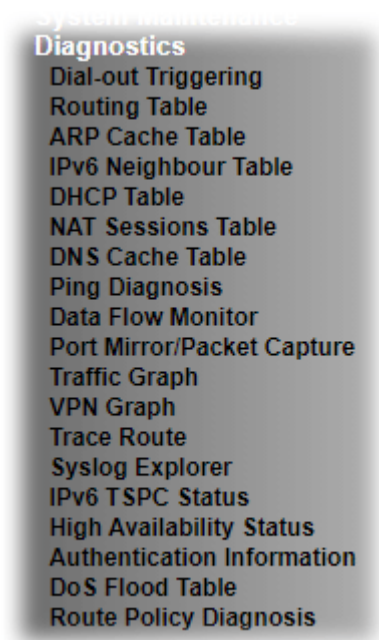 System Maintenance
Diagnostics
Dial-out Triggering
Routing Table
ARP Cache Table
IPv6 Neighbour Table
DHCP Table
NAT Sessions Table
DNS Cache Table
Ping Diagnosis
Data Flow Monitor
Port Mirror/Packet Capture
Traffic Graph
VPN Graph
Trace Route
Syslog Explorer
IPv6 TSPC Status
High Availability Status
Authentication Information
DoS Flood Table
Route Policy Diagnosis